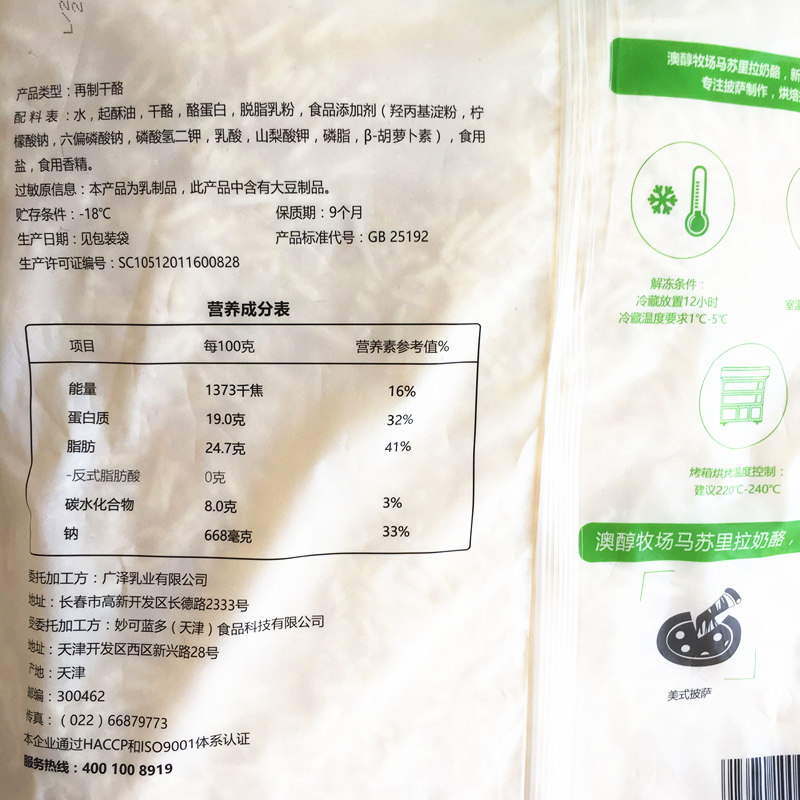 产品类型：再制干酪
配料表：水，起酥油，干酪，酪蛋白，脱脂乳粉，食品添加剂（羟丙基淀粉，柠
檬酸钠，六偏磷酸钠，磷酸氢二钾，乳酸，山梨酸钾，磷脂，β-胡萝卜素），食用
盐，食用香精。
过敏原信息：本产品为乳制品，此产品中含有大豆制品。
贮存条件：-18℃ 保质期：9个月
生产日期：见包装袋 产品标准代号：GB 25192
生产许可证编号：SC10512011600828
营养成分表
项目 每100克 营养素参考值%
能量 1373千焦 16%
蛋白质 19.0克 32%
脂肪 24.7克 41%
-反式脂肪酸 0克
碳水化合物 8.0克 3%
钠 668毫克 33%
委托加工方：广泽乳业有限公司
地址：长春市高新开发区长德路2333号
受委托加工方：妙可蓝多（天津）食品科技有限公司
地址：天津开发区西区新兴路28号
产地：天津
邮编：300462
传真：（022）66879773
本企业通过HACCP和ISO9001体系认证
服务热线：400 100 8919
澳醇牧场马苏里拉奶酪，新
专注披萨制作，烘焙
解冻条件：
冷藏放置12小时
冷藏温度要求1℃-5℃
室温
烤箱烘烤温度控制：
建议220℃-240℃
澳醇牧场马苏里拉奶酪，
美式披萨